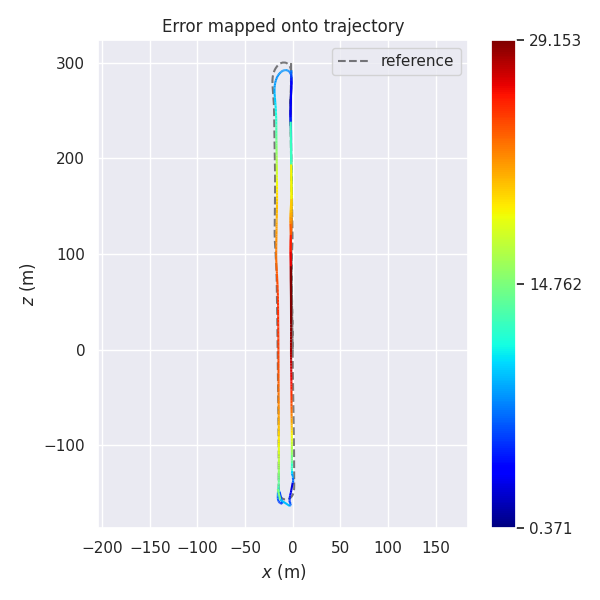 Error mapped onto trajectory
reference
300
200
100
0
−100
z (m)
−200 −150 −100 −50 0 50 100 150
x (m)
29.153
14.762
0.371